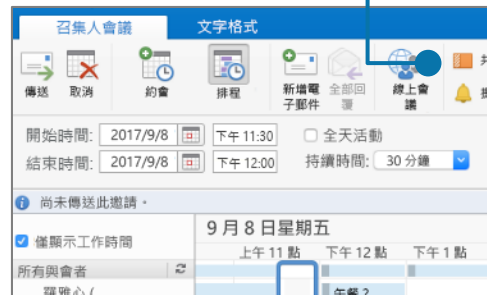 召集人會議 文字格式
傳送 取消 約會 排程 新增電 全部回 線上會
子郵件 覆 議
開始時間: 2017/9/8 下午 11:30 全天活動
結束時間: 2017/9/8 下午 12:00 持續時間: 30 分鐘
尚未傳送此邀請。
9 月 8 日星期五
僅顯示工作時間
上午 11 點 下午 12 點 下午 1 點
所有與會者
羅雅心 ( 午餐 ?